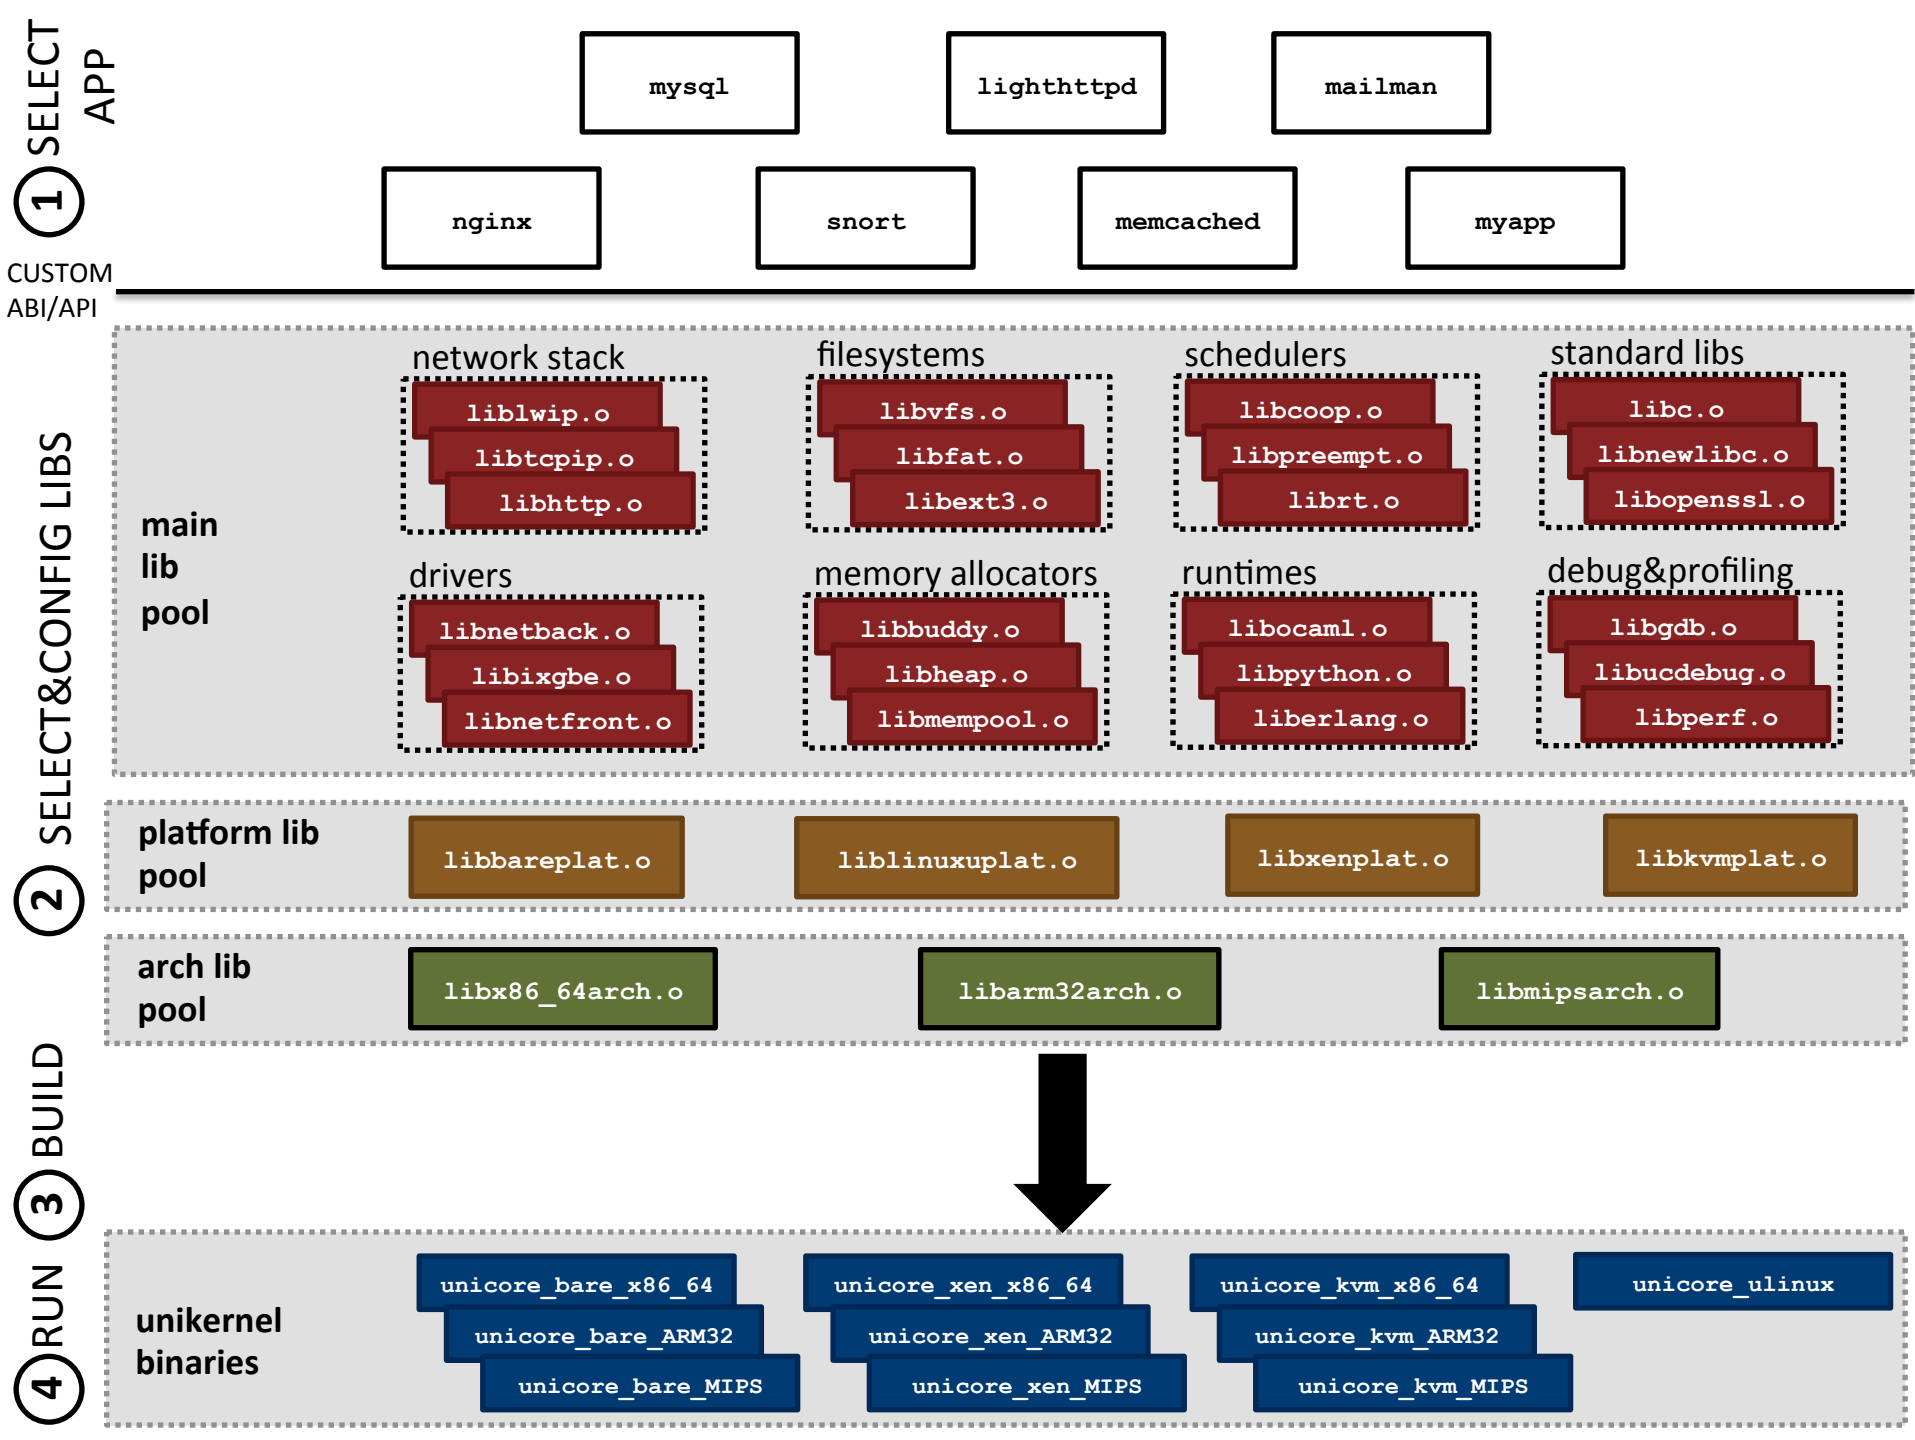 1 SELECT
APP
mysql
lighthttpd
mailman
nginx
snort
memcached
myapp
CUSTOM
ABI/API
2 SELECT&CONFIG LIBS
main
lib
pool
network stack
liblwip.o
libtcpip.o
libhttp.o
filesystems
libvfs.o
libfat.o
libext3.o
schedulers
libcoop.o
libpreempt.o
librt.o
standard libs
libc.o
libnewlibc.o
libopenssl.o
drivers
libnetback.o
libixgbe.o
libnetfront.o
memory allocators
libbuddy.o
libheap.o
libmempool.o
runtimes
libocaml.o
libpython.o
liberlang.o
debug&profiling
libgdb.o
libucdebug.o
libperf.o
platform lib
pool
libbareplat.o
liblinuxuplat.o
libxenplat.o
libkvmplat.o
arch lib
pool
libx86_64arch.o
libarm32arch.o
libmipsarch.o
3 BUILD
4 RUN
unikernel
binaries
unicore_bare_x86_64
unicore_bare_ARM32
unicore_bare_MIPS
unicore_xen_x86_64
unicore_xen_ARM32
unicore_xen_MIPS
unicore_kvm_x86_64
unicore_kvm_ARM32
unicore_kvm_MIPS
unicore_ulinux